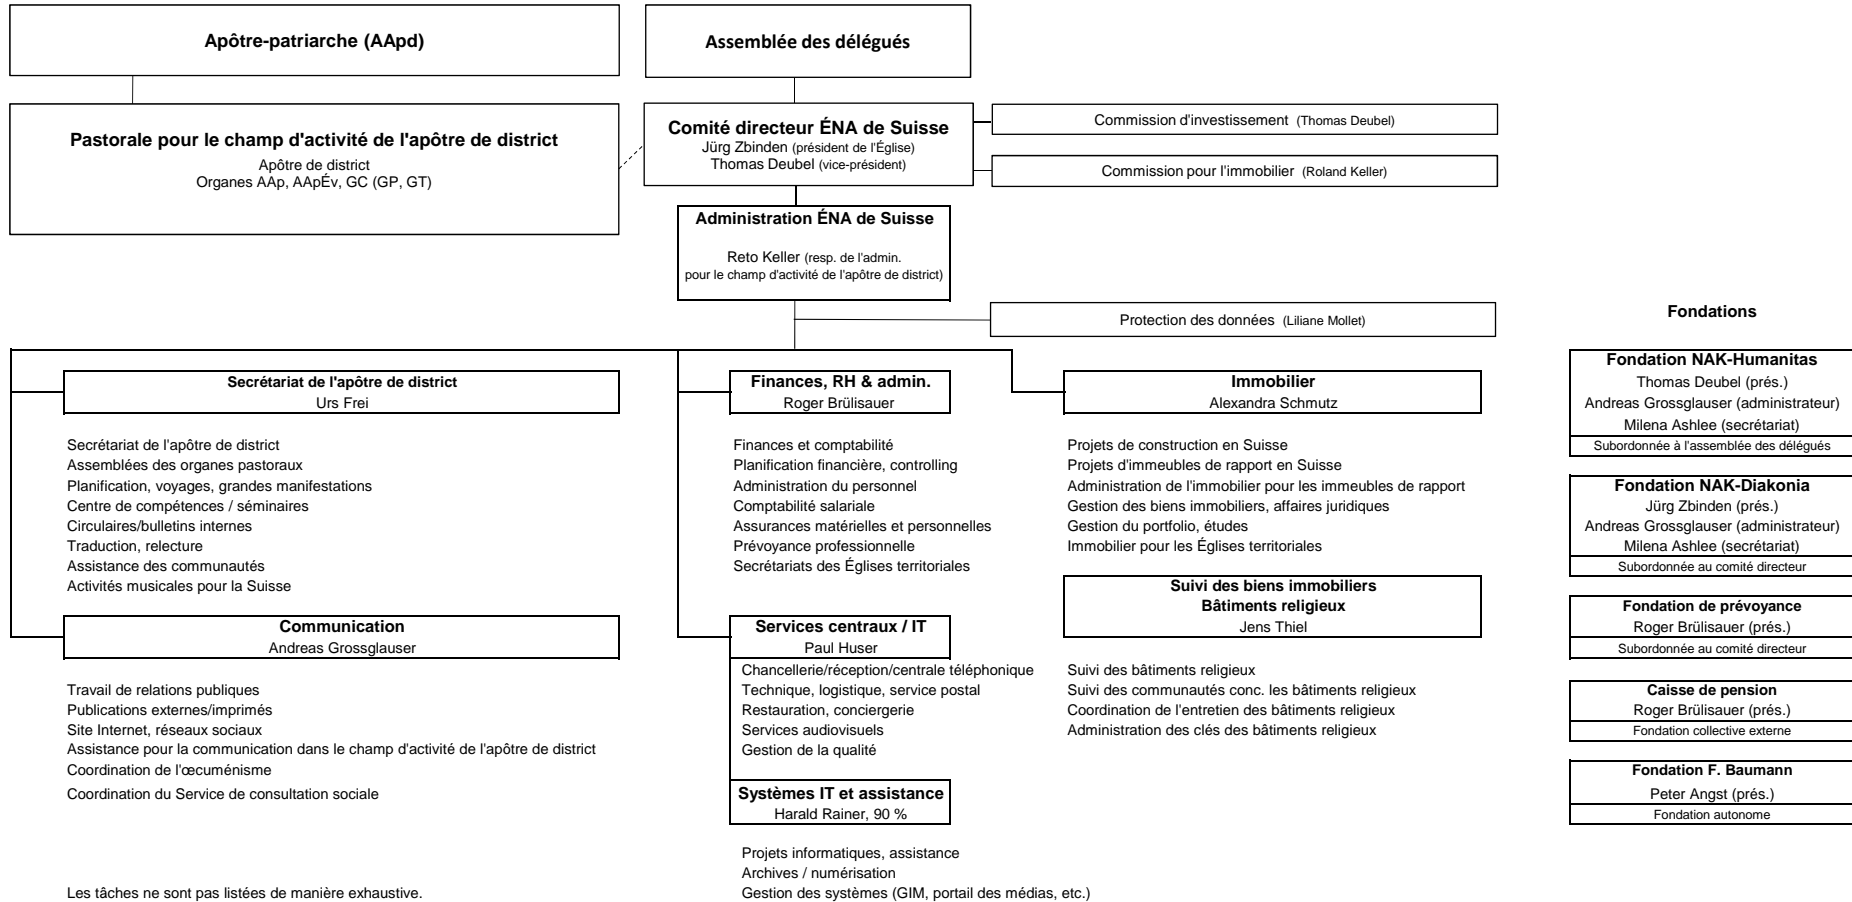 Apôtre-patriarche (AApd)
Assemblée des délégués
Pastorale pour le champ d'activité de l'apôtre de district
Apôtre de district
Organes AAp, AApÉv, GC (GP, GT)
Comité directeur ÉNA de Suisse
Jürg Zbinden (président de l'Église)
Thomas Deubel (vice-président)
Commission d'investissement (Thomas Deubel)
Commission pour l'immobilier (Roland Keller)
Administration ÉNA de Suisse
Reto Keller (resp. de l'admin.
pour le champ d'activité de l'apôtre de district)
Protection des données (Liliane Mollet)
Secrétariat de l'apôtre de district
Urs Frei
Secrétariat de l'apôtre de district
Assemblées des organes pastoraux
Planification, voyages, grandes manifestations
Centre de compétences / séminaires
Circulaires/bulletins internes
Traduction, relecture
Assistance des communautés
Activités musicales pour la Suisse
Communication
Andreas Grossglauser
Travail de relations publiques
Publications externes/imprimés
Site Internet, réseaux sociaux
Assistance pour la communication dans le champ d'activité de l'apôtre de district
Coordination de l'œcuménisme
Coordination du Service de consultation sociale
Les tâches ne sont pas listées de manière exhaustive.
Finances, RH & admin.
Roger Brülisauer
Finances et comptabilité
Planification financière, controlling
Administration du personnel
Comptabilité salariale
Assurances matérielles et personnelles
Prévoyance professionnelle
Secrétariats des Églises territoriales
Services centraux / IT
Paul Huser
Chancellerie/réception/centrale téléphonique
Technique, logistique, service postal
Restauration, conciergerie
Services audiovisuels
Gestion de la qualité
Systèmes IT et assistance
Harald Rainer, 90 %
Projets informatiques, assistance
Archives / numérisation
Gestion des systèmes (GIM, portail des médias, etc.)
Immobilier
Alexandra Schmutz
Projets de construction en Suisse
Projets d'immeubles de rapport en Suisse
Administration de l'immobilier pour les immeubles de rapport
Gestion des biens immobiliers, affaires juridiques
Gestion du portfolio, études
Immobilier pour les Églises territoriales
Suivi des biens immobiliers
Bâtiments religieux
Jens Thiel
Suivi des bâtiments religieux
Suivi des communautés conc. les bâtiments religieux
Coordination de l'entretien des bâtiments religieux
Administration des clés des bâtiments religieux
Fondations
Fondation NAK-Humanitas
Thomas Deubel (prés.)
Andreas Grossglauser (administrateur)
Milena Ashlee (secrétariat)
Subordonnée à l'assemblée des délégués
Fondation NAK-Diakonia
Jürg Zbinden (prés.)
Andreas Grossglauser (administrateur)
Milena Ashlee (secrétariat)
Subordonnée au comité directeur
Fondation de prévoyance
Roger Brülisauer (prés.)
Subordonnée au comité directeur
Caisse de pension
Roger Brülisauer (prés.)
Fondation collective externe
Fondation F. Baumann
Peter Angst (prés.)
Fondation autonome